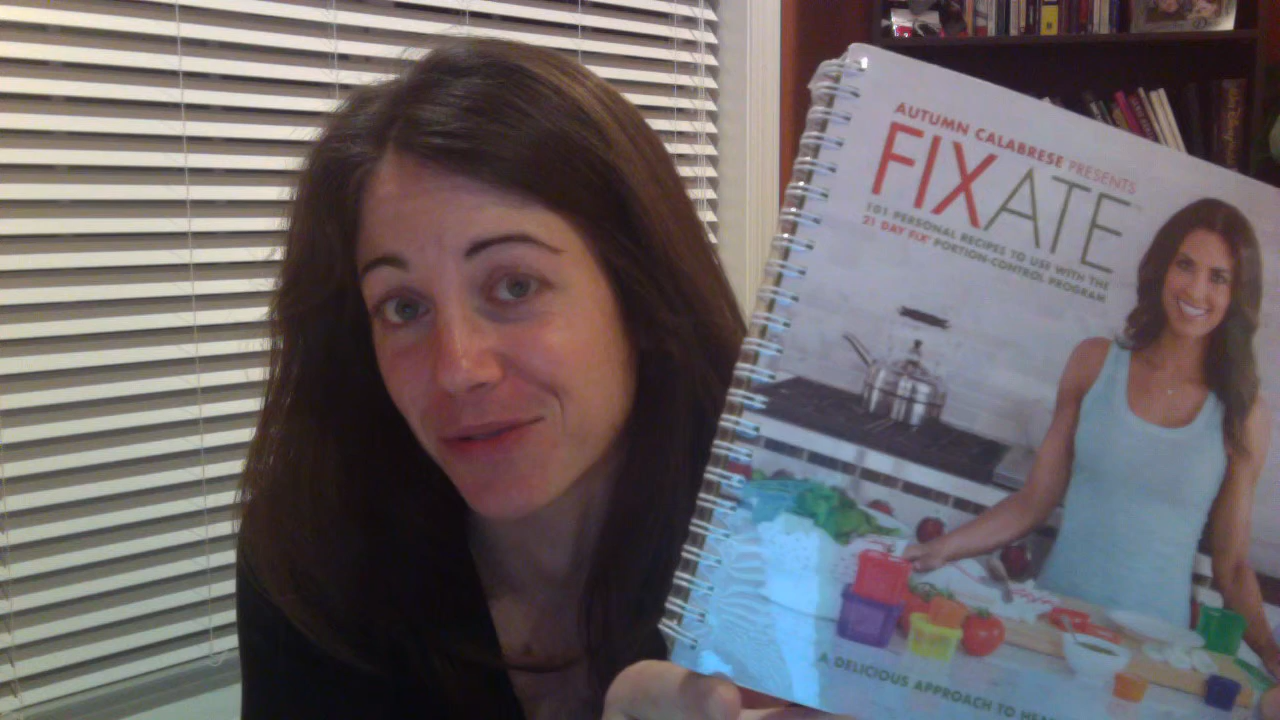 AUTUMN CALABRESE PRESENTS
FIXATE
101 PERSONAL RECIPES TO USE WITH THE
21 DAY FIX® PORTION-CONTROL PROGRAM
A DELICIOUS APPROACH TO